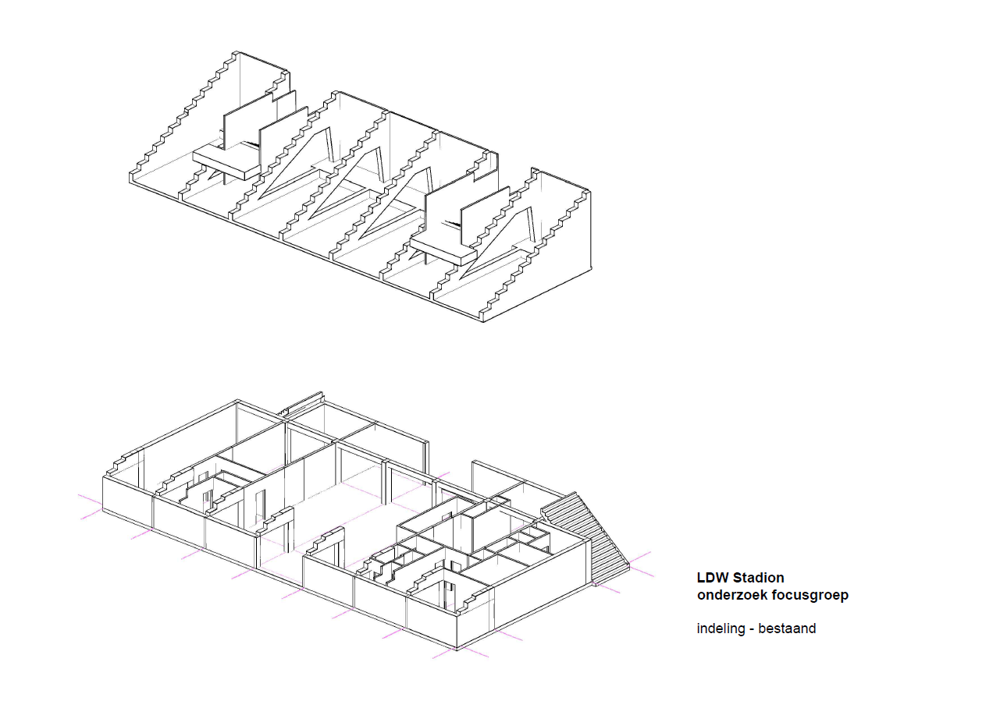 LDW Stadion
onderzoek focusgroep
indeling - bestaand